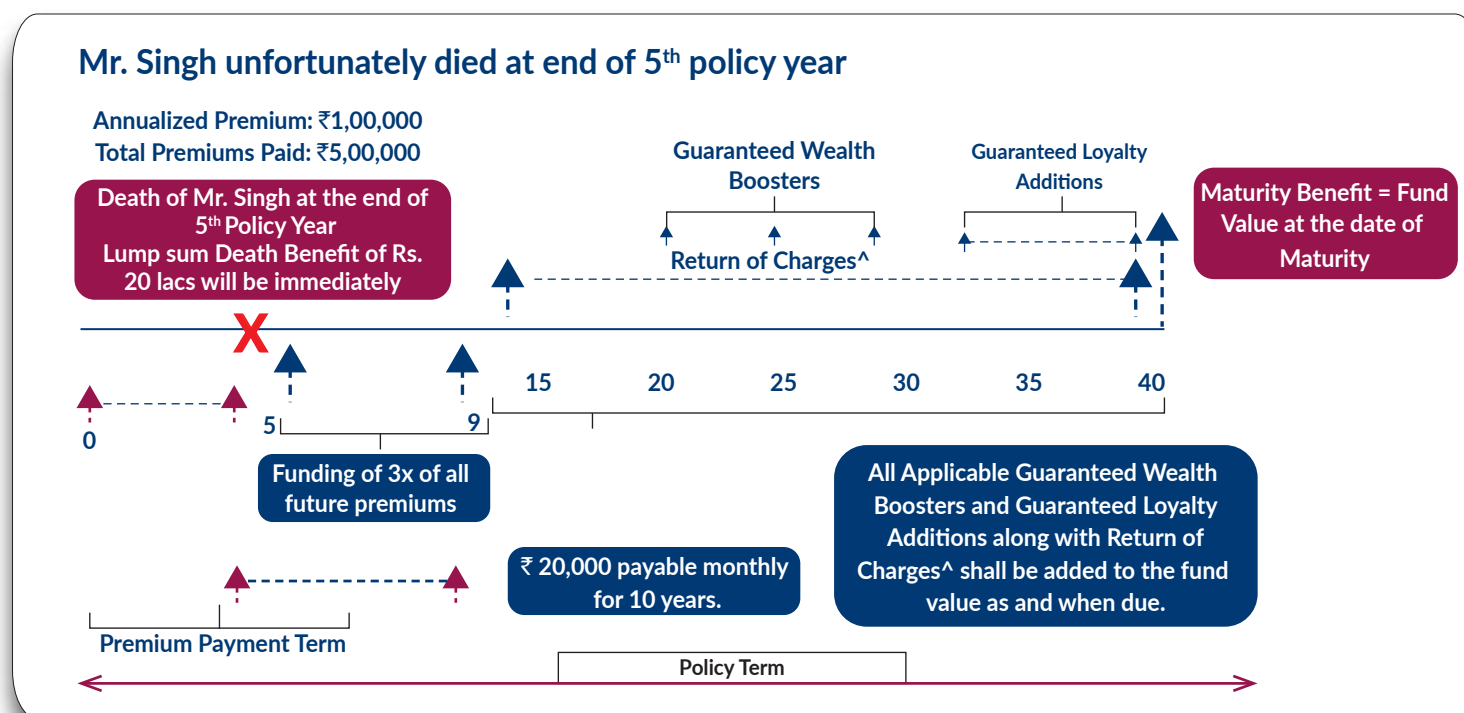 Mr. Singh unfortunately died at end of 5th policy year
Annualized Premium: ₹1,00,000
Total Premiums Paid: ₹5,00,000
Death of Mr. Singh at the end of
5th Policy Year
Lump sum Death Benefit of Rs.
20 lacs will be immediately
Guaranteed Wealth
Boosters
Return of Charges^
Guaranteed Loyalty
Additions
Maturity Benefit = Fund
Value at the date of
Maturity
X
0
5
9
15
20
25
30
35
40
Funding of 3x of all
future premiums
₹ 20,000 payable monthly
for 10 years.
All Applicable Guaranteed Wealth
Boosters and Guaranteed Loyalty
Additions along with Return of
Charges^ shall be added to the fund
value as and when due.
Premium Payment Term
Policy Term